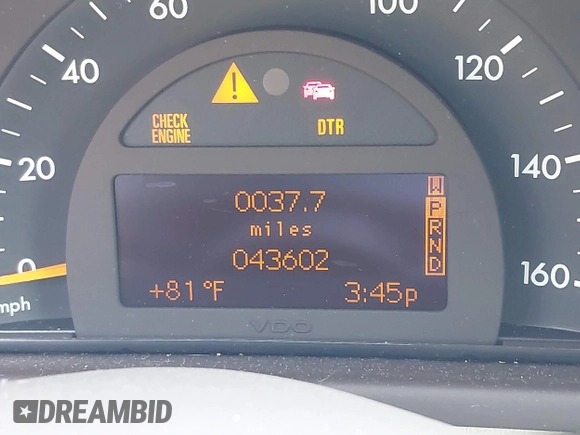 100
60
40
120
!
CHECK
ENGINE
DTR
20
140
0037.7
miles
043602
W
P
R
N
D
0
160
+81°F
3:45p
mph
VDO
DREAMBID